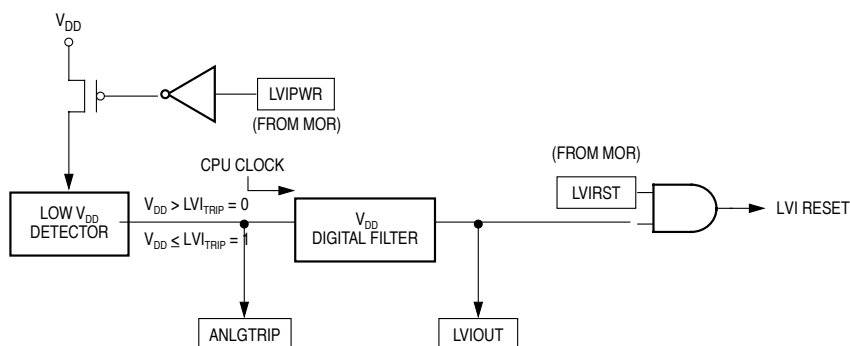 VDD
LVIPWR
(FROM MOR)
CPU CLOCK
(FROM MOR)
LVIRST
LOW VDD
DETECTOR
VDD > LVITRIP = 0
VDD ≤ LVITRIP = 1
VDD
DIGITAL FILTER
LVI RESET
ANLGTRIP
LVIOUT